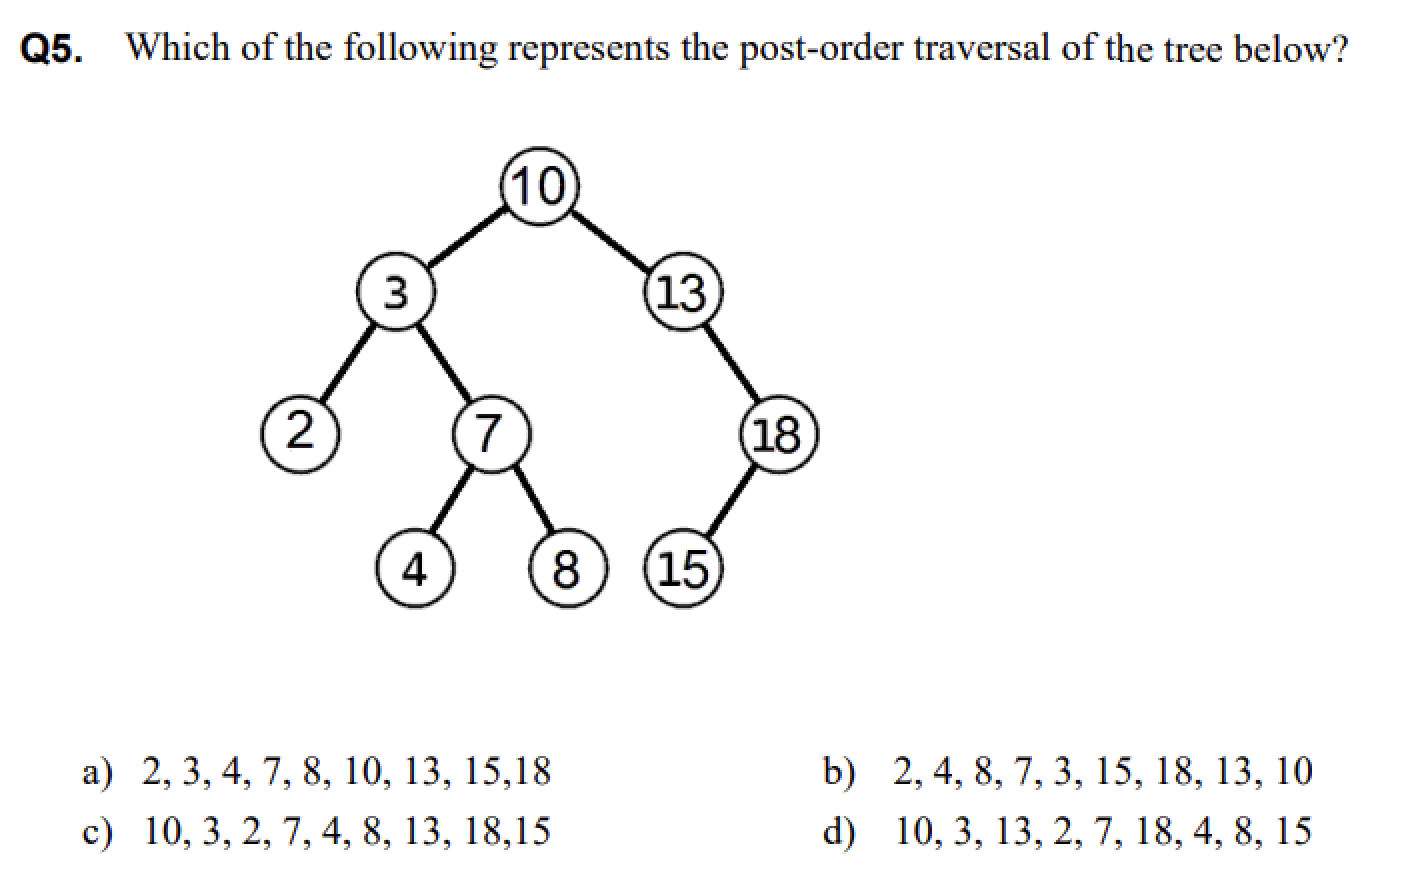 Q5. Which of the following represents the post-order traversal of the tree below?
10
3 13
2 7 18
4 8 15
a) 2, 3, 4, 7, 8, 10, 13, 15,18
b) 2, 4, 8, 7, 3, 15, 18, 13, 10
c) 10, 3, 2, 7, 4, 8, 13, 18,15
d) 10, 3, 13, 2, 7, 18, 4, 8, 15